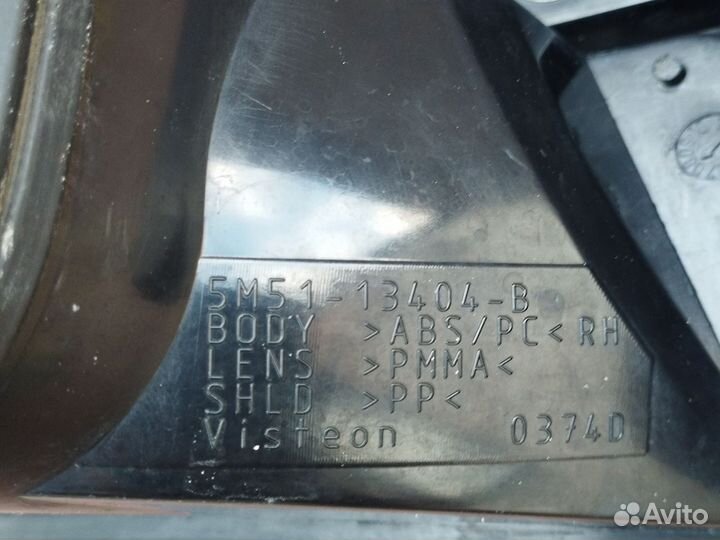 5M51-13404-B
BODY >ABS/PC< RH
LENS >PMMA<
SHLD >PP<
Visteon 0374D
Avito